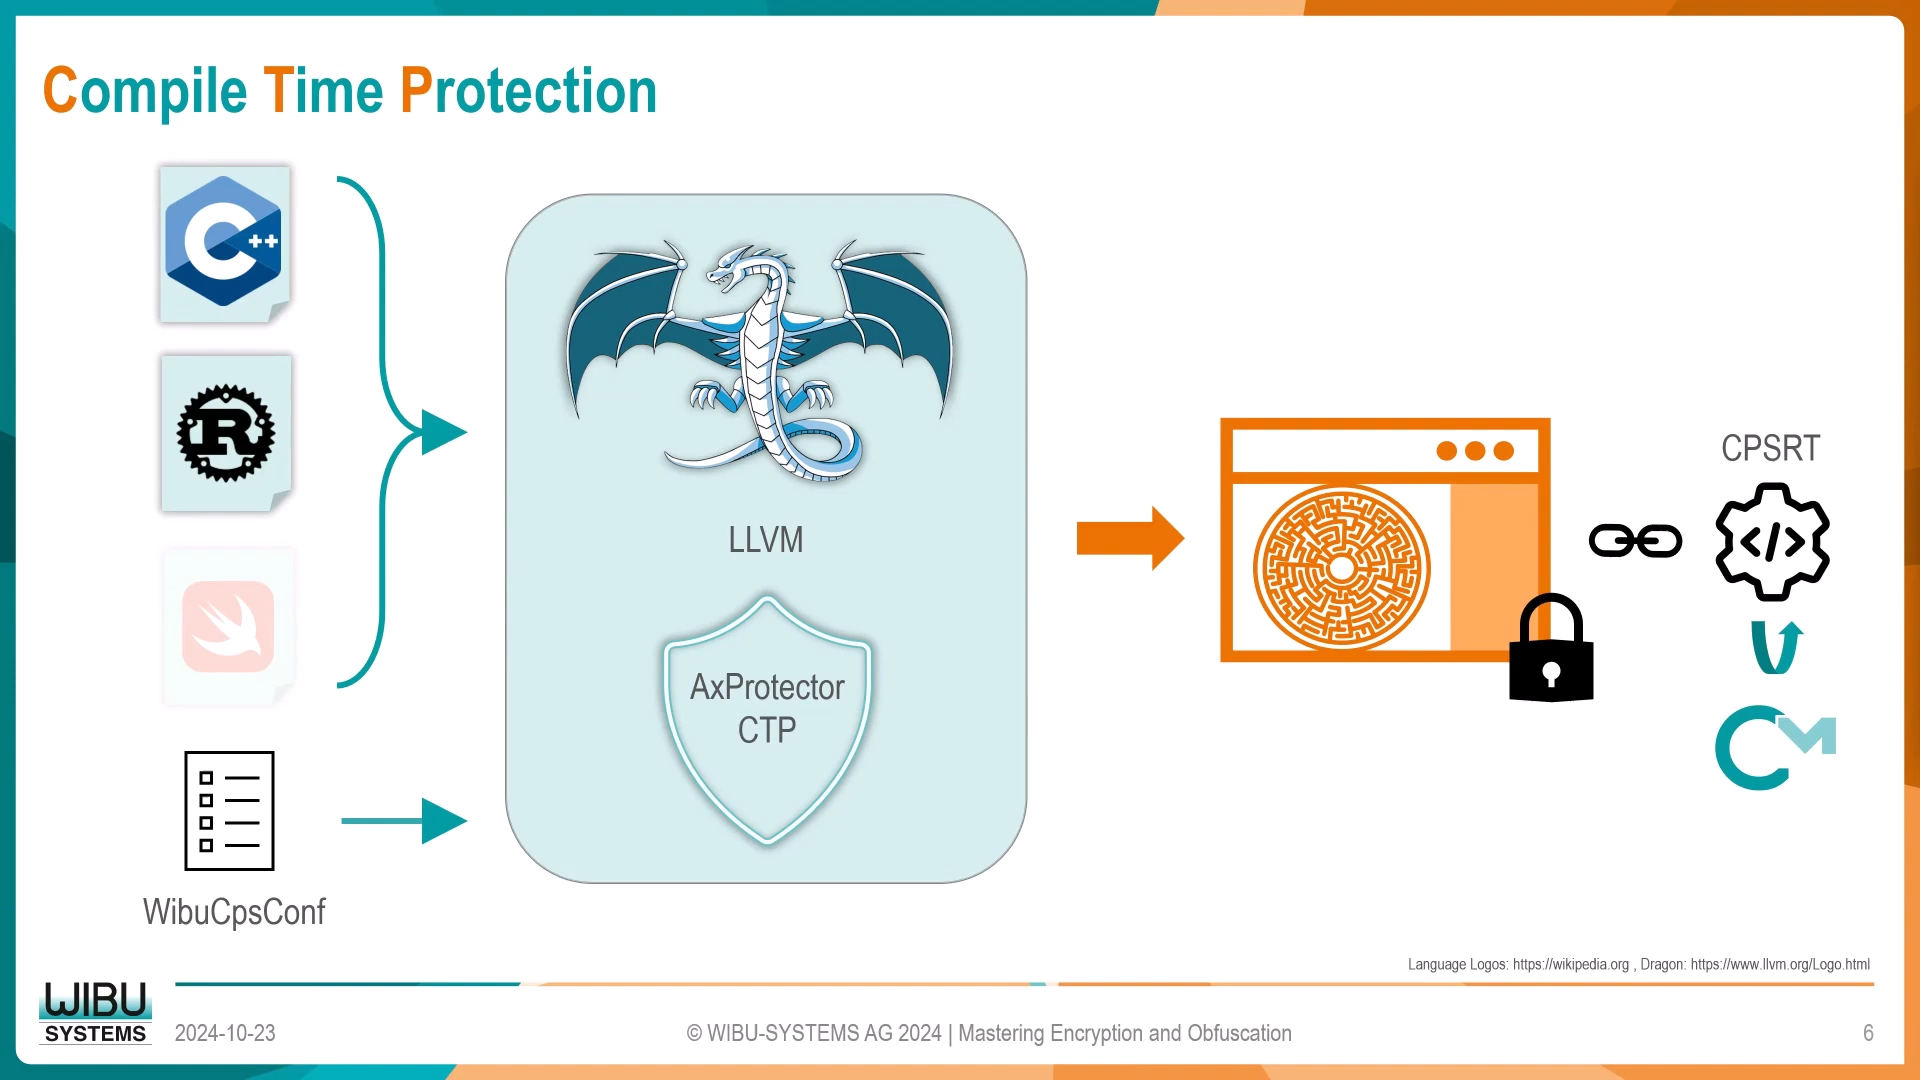 Compile Time Protection
C++
R
LLVM
AxProtector
CTP
CPSRT
CM
WibuCpsConf
Language Logos: https://wikipedia.org , Dragon: https://www.llvm.org/Logo.html
WIBU
SYSTEMS
2024-10-23
© WIBU-SYSTEMS AG 2024 | Mastering Encryption and Obfuscation
6